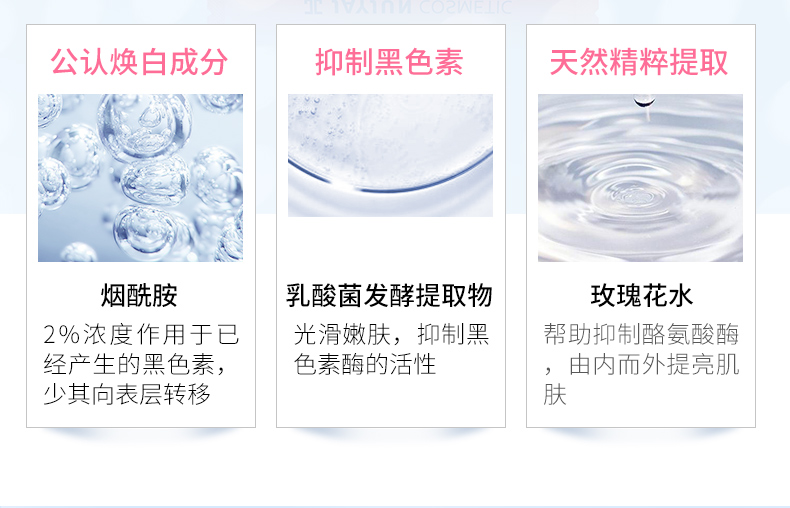 JAYJUN COSMETIC
公认焕白成分
抑制黑色素
天然精粹提取
烟酰胺
2%浓度作用于已
经产生的黑色素，
少其向表层转移
乳酸菌发酵提取物
光滑嫩肤，抑制黑
色素酶的活性
玫瑰花水
帮助抑制酪氨酸酶
，由内而外提亮肌
肤